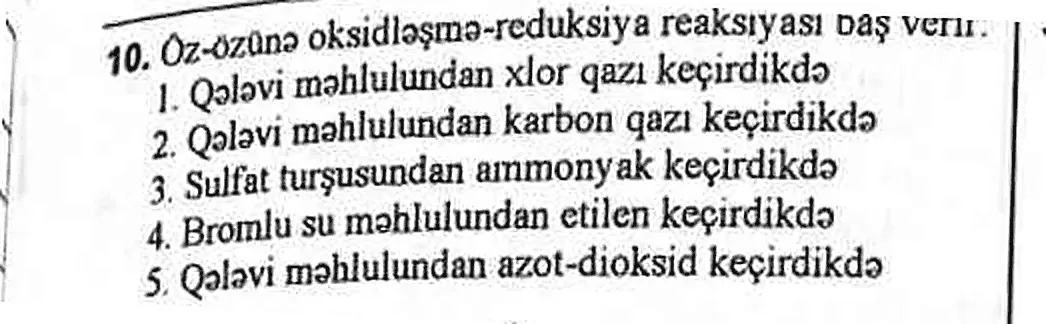 10. Öz-özünə oksidləşmə-reduksiya reaksiyası baş verir.
1. Qələvi məhlulundan xlor qazı keçirdikdə
2. Qələvi məhlulundan karbon qazı keçirdikdə
3. Sulfat turşusundan ammonyak keçirdikdə
4. Bromlu su məhlulundan etilen keçirdikdə
5. Qələvi məhlulundan azot-dioksid keçirdikdə